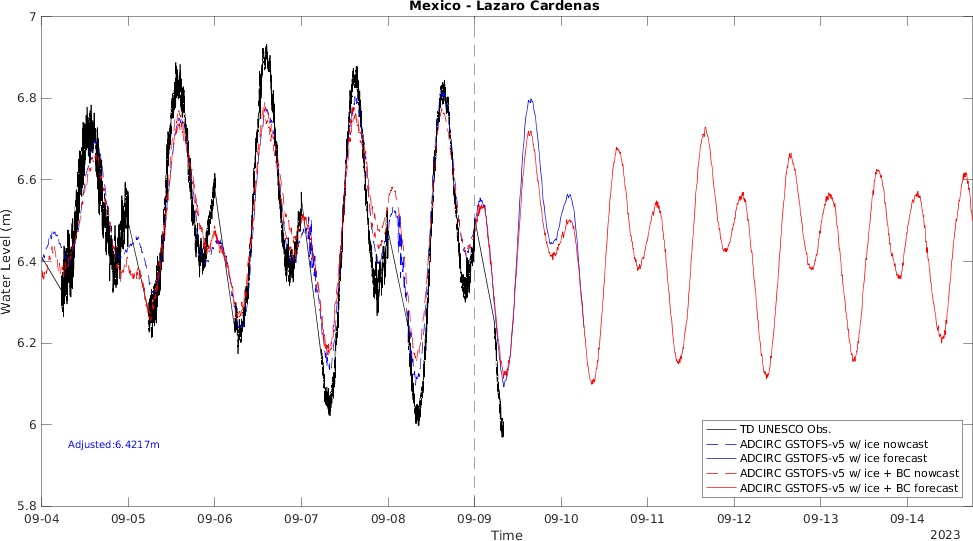 Mexico - Lazaro Cardenas
7
6.8
6.6
6.4
6.2
6
5.8
Water Level (m)
Adjusted:6.4217m
TD UNESCO Obs.
ADCIRC GSTOFS-v5 w/ ice nowcast
ADCIRC GSTOFS-v5 w/ ice forecast
ADCIRC GSTOFS-v5 w/ ice + BC nowcast
ADCIRC GSTOFS-v5 w/ ice + BC forecast
09-04 09-05 09-06 09-07 09-08 09-09 09-10 09-11 09-12 09-13 09-14
Time
2023